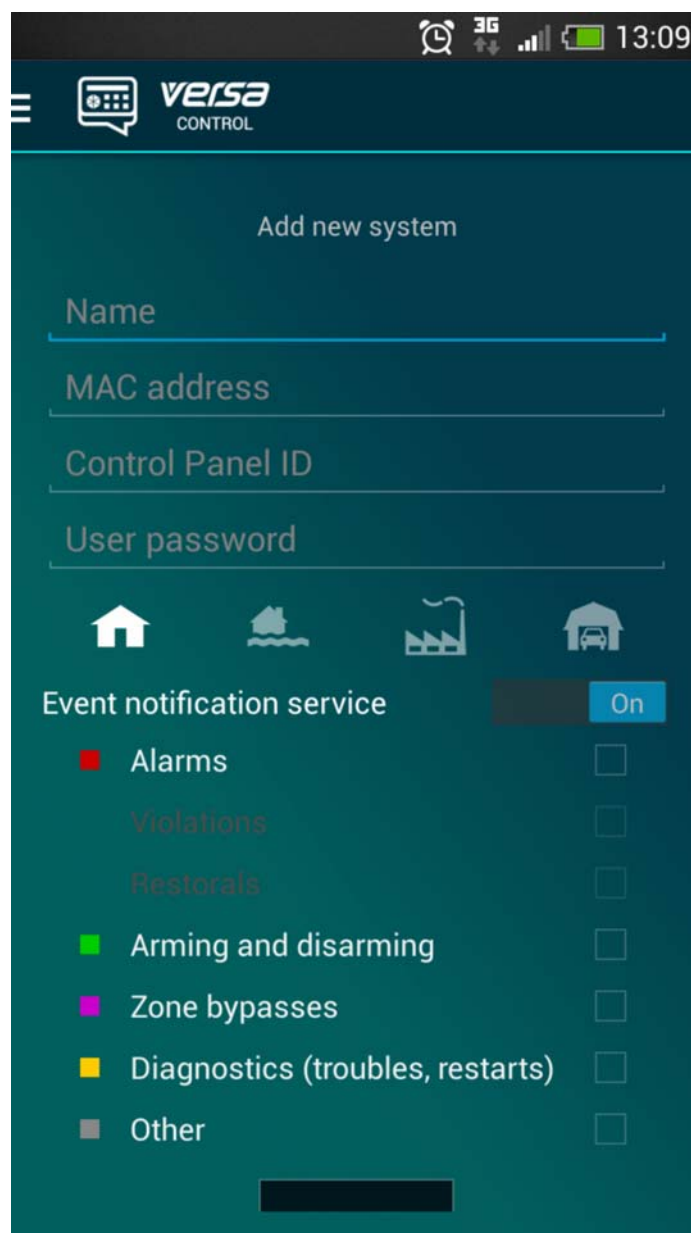 3G 13:09
versa
CONTROL
Add new system
Name
MAC address
Control Panel ID
User password
Event notification service On
Alarms
Violations
Restorals
Arming and disarming
Zone bypasses
Diagnostics (troubles, restarts)
Other